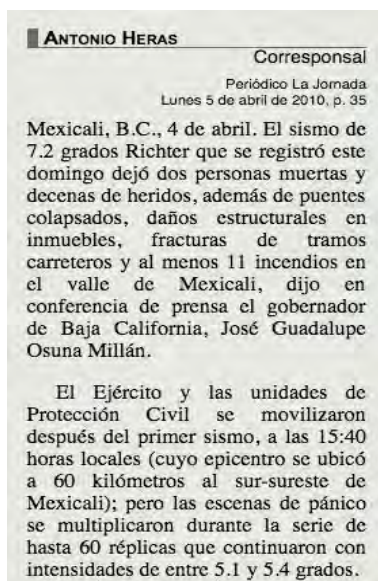 ANTONIO HERAS
Corresponsal
Periódico La Jornada
Lunes 5 de abril de 2010, p. 35
Mexicali, B.C., 4 de abril. El sismo de
7.2 grados Richter que se registró este
domingo dejó dos personas muertas y
decenas de heridos, además de puentes
colapsados, daños estructurales en
inmuebles, fracturas de tramos
carreteros y al menos 11 incendios en
el valle de Mexicali, dijo en
conferencia de prensa el gobernador
de Baja California, José Guadalupe
Osuna Millán.
El Ejército y las unidades de
Protección Civil se movilizaron
después del primer sismo, a las 15:40
horas locales (cuyo epicentro se ubicó
a 60 kilómetros al sur-sureste de
Mexicali); pero las escenas de pánico
se multiplicaron durante la serie de
hasta 60 réplicas que continuaron con
intensidades de entre 5.1 y 5.4 grados.